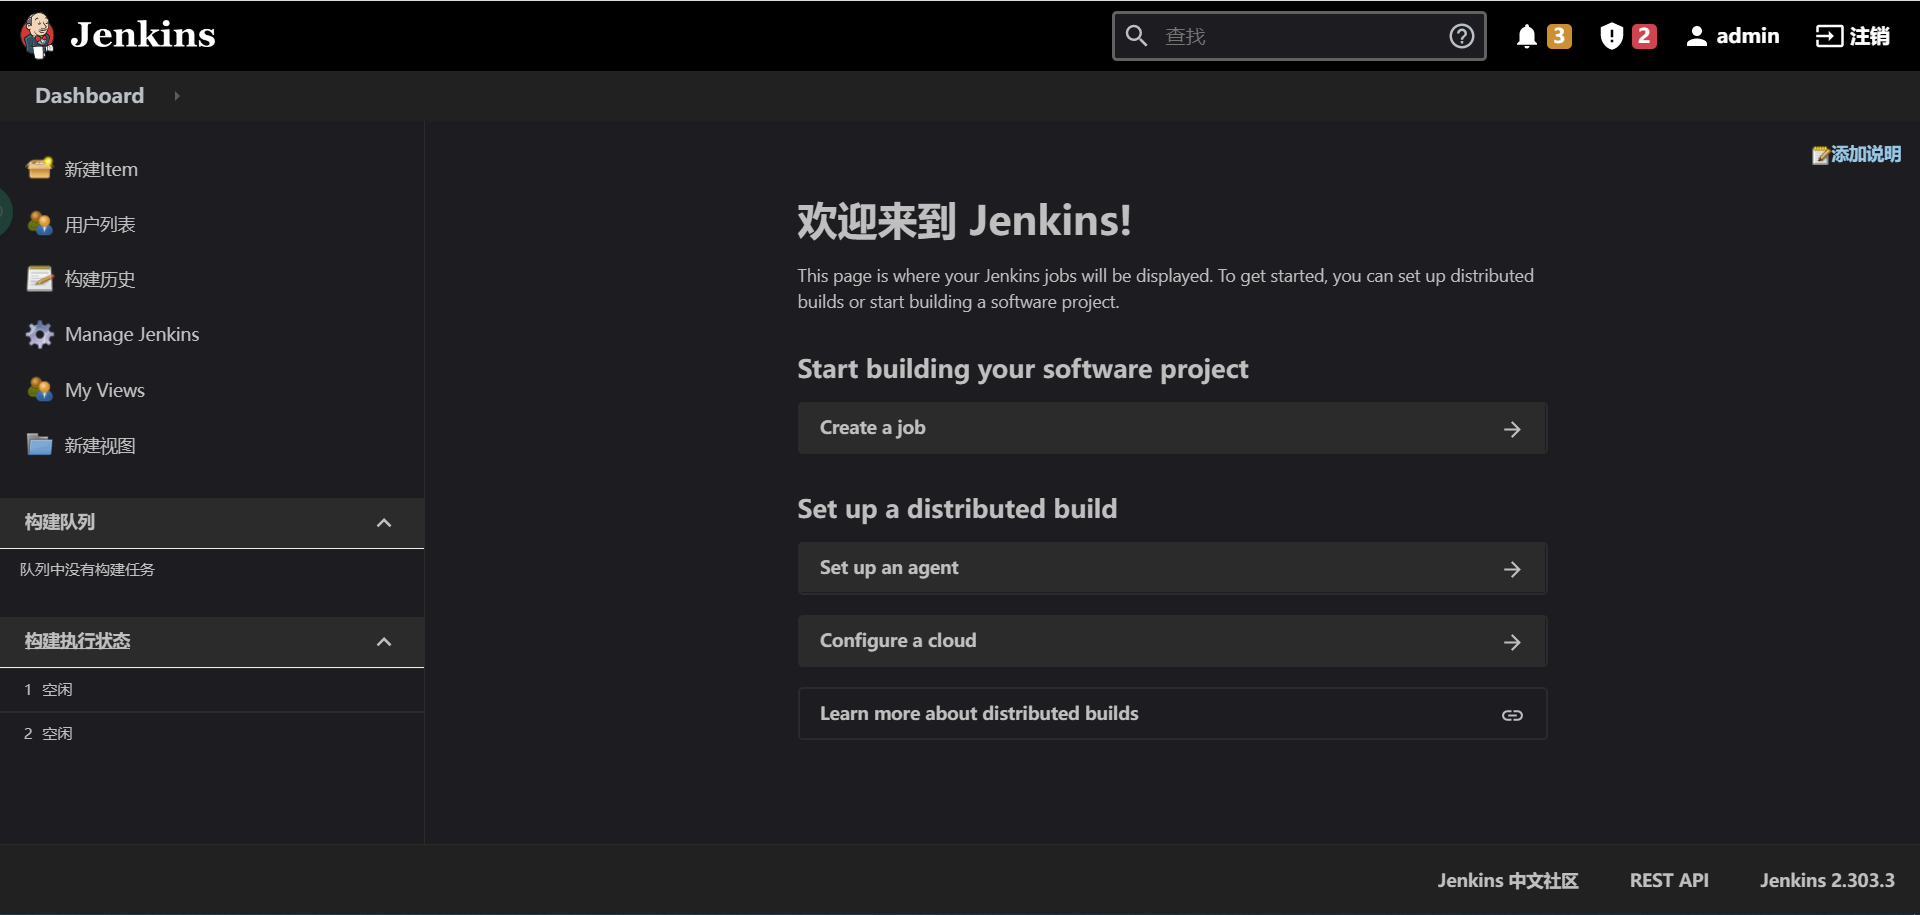 Jenkins
查找
3
2
admin
注销
Dashboard
添加说明
新建Item
用户列表
构建历史
Manage Jenkins
My Views
新建视图
构建队列
队列中没有构建任务
构建执行状态
1 空闲
2 空闲
欢迎来到 Jenkins!
This page is where your Jenkins jobs will be displayed. To get started, you can set up distributed
builds or start building a software project.
Start building your software project
Create a job
Set up a distributed build
Set up an agent
Configure a cloud
Learn more about distributed builds
Jenkins 中文社区
REST API
Jenkins 2.303.3